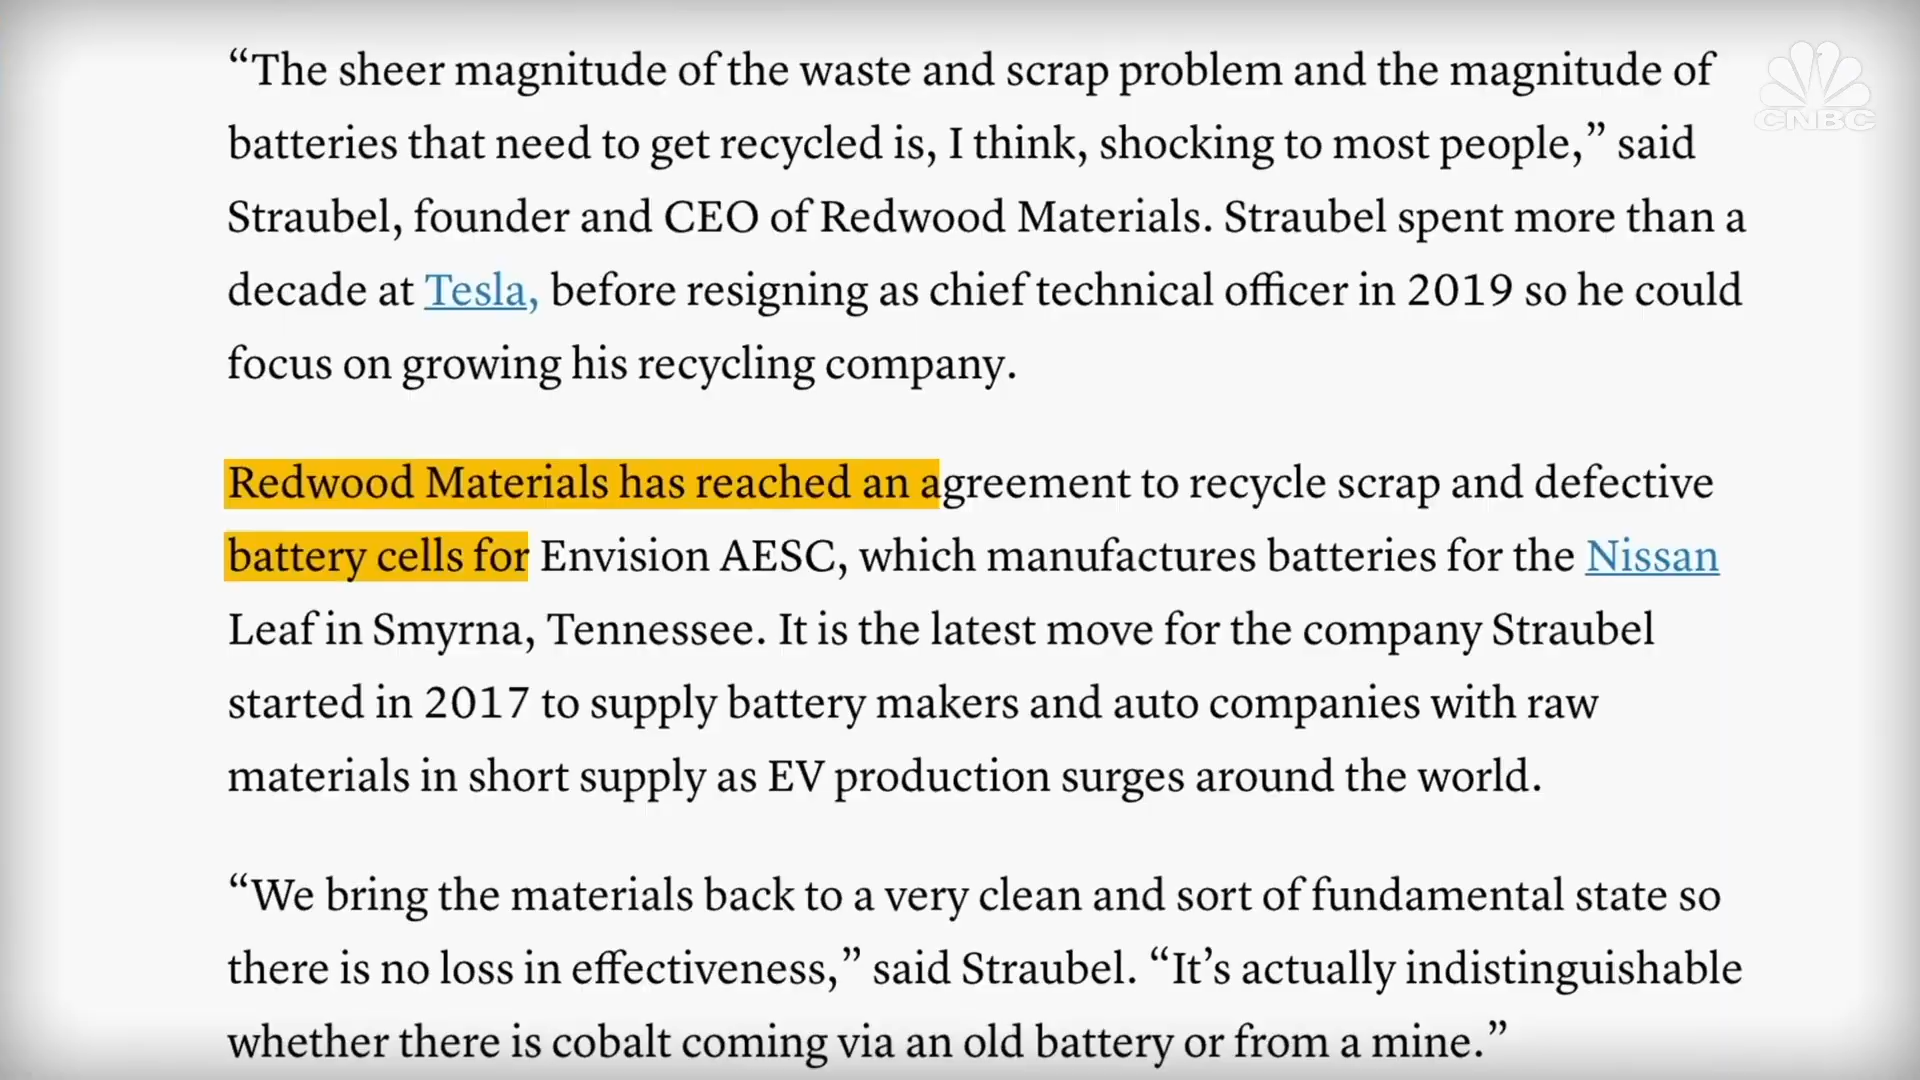 “The sheer magnitude of the waste and scrap problem and the magnitude of
batteries that need to get recycled is, I think, shocking to most people,” said
Straubel, founder and CEO of Redwood Materials. Straubel spent more than a
decade at Tesla, before resigning as chief technical officer in 2019 so he could
focus on growing his recycling company.
Redwood Materials has reached an agreement to recycle scrap and defective
battery cells for Envision AESC, which manufactures batteries for the Nissan
Leaf in Smyrna, Tennessee. It is the latest move for the company Straubel
started in 2017 to supply battery makers and auto companies with raw
materials in short supply as EV production surges around the world.
“We bring the materials back to a very clean and sort of fundamental state so
there is no loss in effectiveness,” said Straubel. “It’s actually indistinguishable
whether there is cobalt coming via an old battery or from a mine.”
CNBC